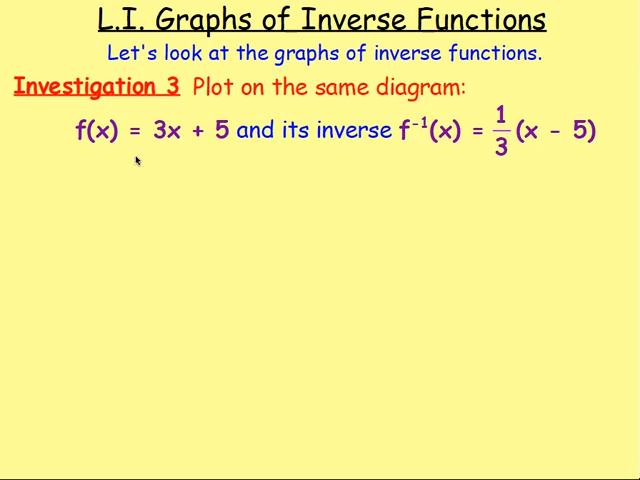 L.I. Graphs of Inverse Functions
Let's look at the graphs of inverse functions.
Investigation 3 Plot on the same diagram:
f(x) = 3x + 5 and its inverse f⁻¹(x) = 1/3 (x - 5)